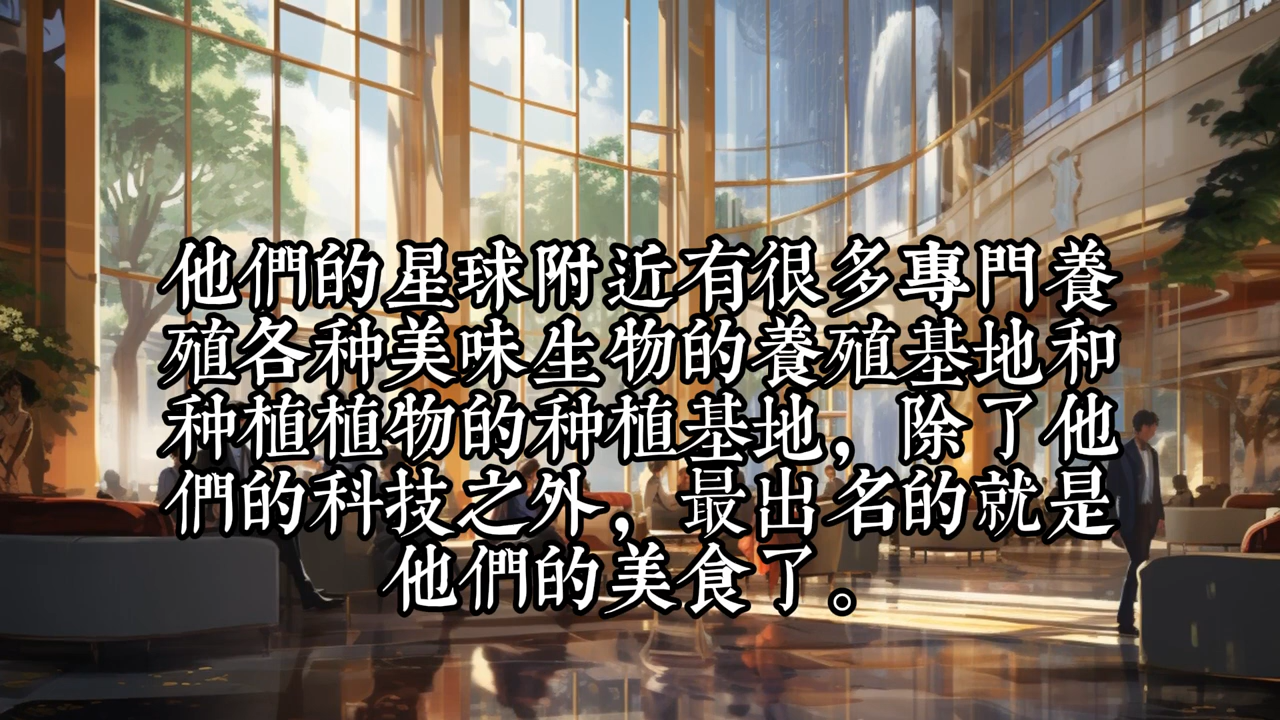 他們的星球附近有很多專門養
殖各种美味生物的養殖基地和
种植植物的种植基地，除了他
們的科技之外，最出名的就是
他們的美食了。